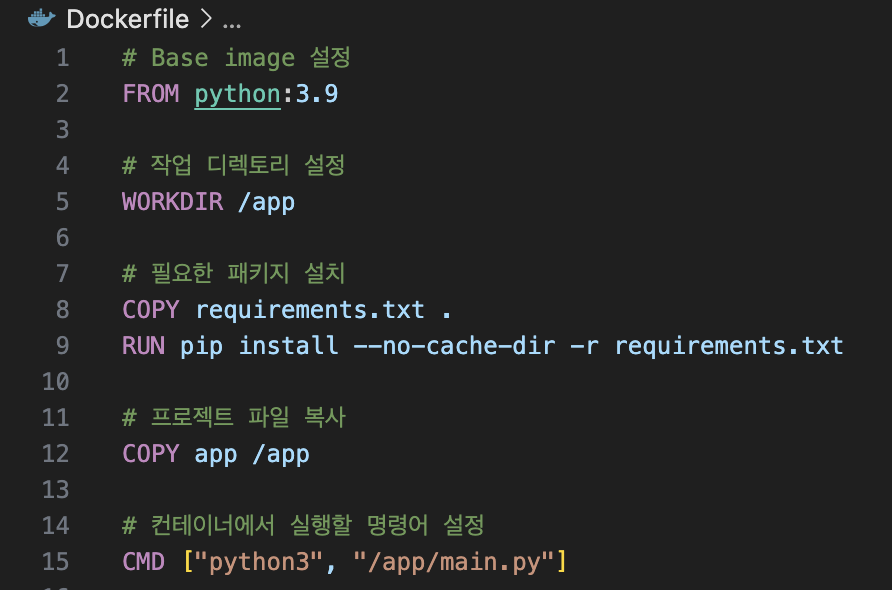 Dockerfile > ...
1 # Base image 설정
2 FROM python:3.9
3
4 # 작업 디렉토리 설정
5 WORKDIR /app
6
7 # 필요한 패키지 설치
8 COPY requirements.txt .
9 RUN pip install --no-cache-dir -r requirements.txt
10
11 # 프로젝트 파일 복사
12 COPY app /app
13
14 # 컨테이너에서 실행할 명령어 설정
15 CMD ["python3", "/app/main.py"]